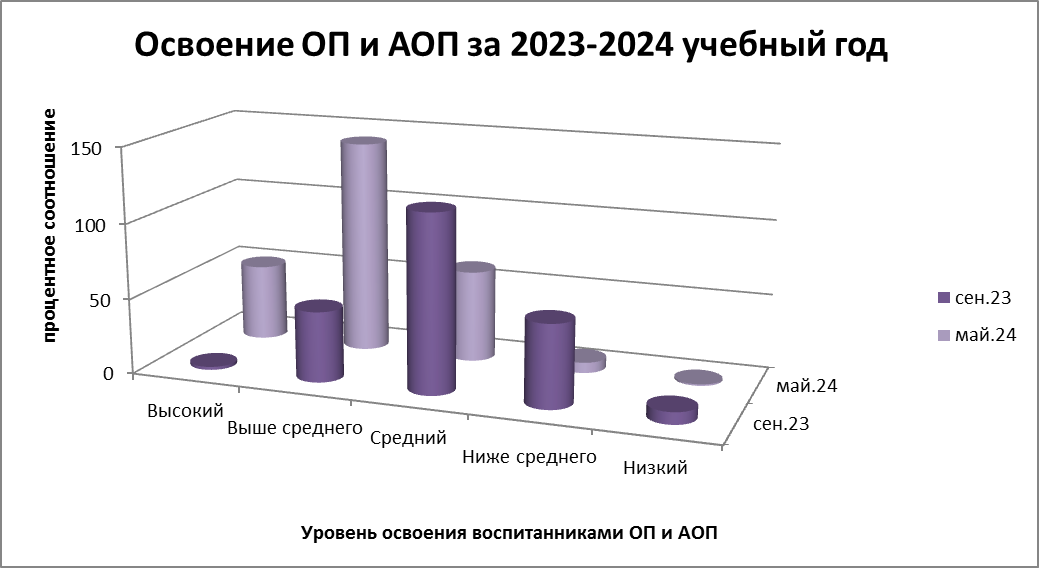 Освоение ОП и АОП за 2023-2024 учебный год
процентное соотношение
150
100
50
0
Высокий
Выше среднего
Средний
Ниже среднего
Низкий
май.24
сен.23
сен.23
май.24
Уровень освоения воспитанниками ОП и АОП